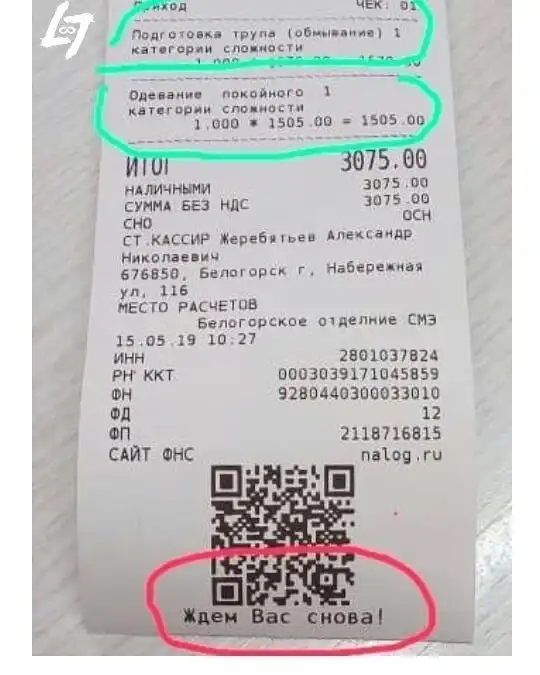 Приход ЧЕК: 01
Подготовка трупа (обмывание) 1
категории сложности
Одевание покойного 1
категории сложности
1.000 * 1505.00 = 1505.00
ИТОГ 3075.00
НАЛИЧНЫМИ 3075.00
СУММА БЕЗ НДС 3075.00
СНО ОСН
СТ.КАССИР Жеребятьев Александр
Николаевич
676850, Белогорск г, Набережная
ул, 116
МЕСТО РАСЧЕТОВ
Белогорское отделние СМЭ
15.05.19 10:27
ИНН 2801037824
РН ККТ 0003039171045859
ФН 9280440300033010
ФД 12
ФП 2118716815
САЙТ ФНС nalog.ru
Ждем Вас снова!